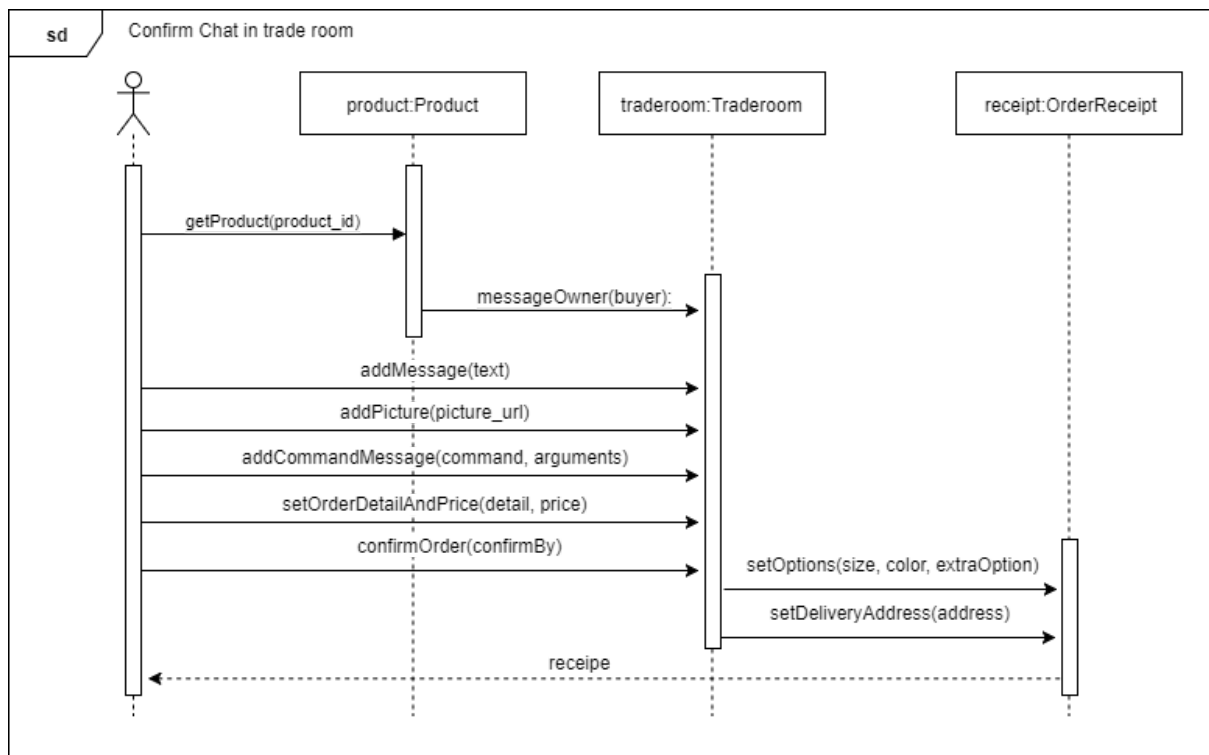 sd
Confirm Chat in trade room
product:Product
traderoom:Traderoom
receipt:OrderReceipt
getProduct(product_id)
messageOwner(buyer):
addMessage(text)
addPicture(picture_url)
addCommandMessage(command, arguments)
setOrderDetailAndPrice(detail, price)
confirmOrder(confirmBy)
setOptions(size, color, extraOption)
setDeliveryAddress(address)
receipe